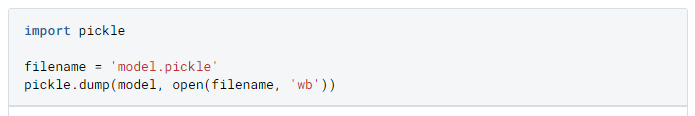 import pickle
filename = 'model.pickle'
pickle.dump(model, open(filename, 'wb'))